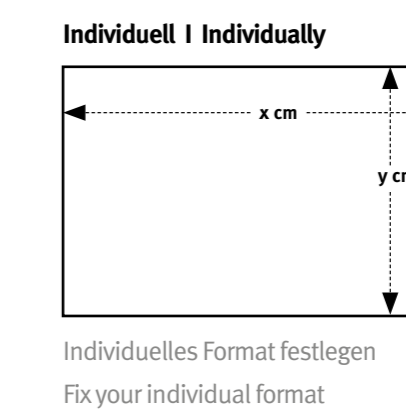 Individuell I Individually
x cm
y
Individuelles Format festlegen
Fix your individual format